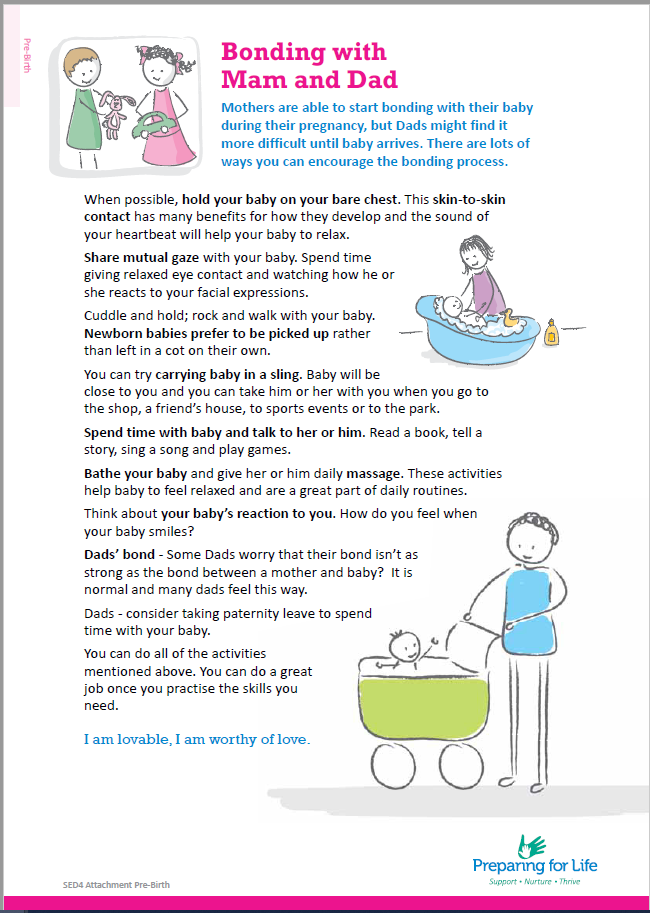 Pre-Birth
Bonding with
Mam and Dad
Mothers are able to start bonding with their baby
during their pregnancy, but Dads might find it
more difficult until baby arrives. There are lots of
ways you can encourage the bonding process.
When possible, hold your baby on your bare chest. This skin-to-skin
contact has many benefits for how they develop and the sound of
your heartbeat will help your baby to relax.
Share mutual gaze with your baby. Spend time
giving relaxed eye contact and watching how he or
she reacts to your facial expressions.
Cuddle and hold; rock and walk with your baby.
Newborn babies prefer to be picked up rather
than left in a cot on their own.
You can try carrying baby in a sling. Baby will be
close to you and you can take him or her with you when you go to
the shop, a friend's house, to sports events or to the park.
Spend time with baby and talk to her or him. Read a book, tell a
story, sing a song and play games.
Bathe your baby and give her or him daily massage. These activities
help baby to feel relaxed and are a great part of daily routines.
Think about your baby's reaction to you. How do you feel when
your baby smiles?
Dads' bond - Some Dads worry that their bond isn't as
strong as the bond between a mother and baby? It is
normal and many dads feel this way.
Dads - consider taking paternity leave to spend
time with your baby.
You can do all of the activities
mentioned above. You can do a great
job once you practise the skills you
need.
I am lovable, I am worthy of love.
Preparing for Life
Support • Nurture • Thrive
SED4 Attachment Pre-Birth